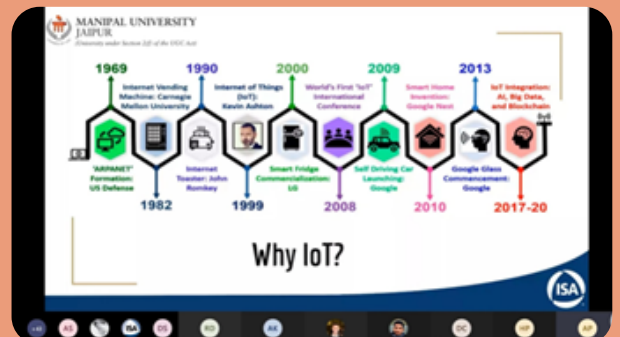 MANIPAL UNIVERSITY
JAIPUR
(University under Section 2(f) of the UGC Act)
1969
1990
2000
2009
2013
Internet Vending
Machine: Carnegie
Mellon University
Internet of Things
(IoT):
Kevin Ashton
World's First 'IoT'
International
Conference
Smart Home
Invention:
Google Nest
IoT Integration:
AI, Big Data,
and Blockchain
'ARPANET'
Formation:
US Defense
Internet
Toaster: John
Romkey
Smart Fridge
Commercialization:
LG
Self Driving Car
Launching:
Google
Google Glass
Commencement:
Google
1982
1999
2008
2010
2017-20
Why IoT?
ISA
AS
ISA
DS
RD
AK
DC
HP
AP